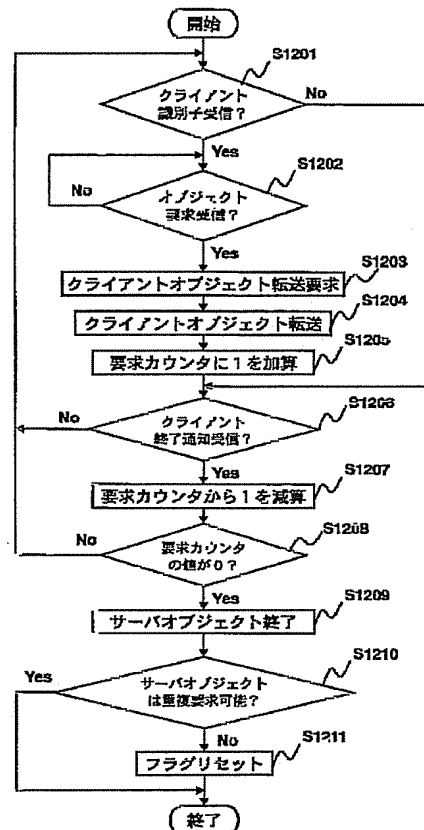 開始
S1201
クライアント
識別子受信？
No
Yes
S1202
オブジェクト
要求受信？
No
Yes
S1203
クライアントオブジェクト転送要求
S1204
クライアントオブジェクト転送
S1205
要求カウンタに１を加算
S1206
クライアント
終了通知受信？
No
Yes
S1207
要求カウンタから１を減算
S1208
要求カウンタ
の値が０？
No
Yes
S1209
サーバオブジェクト終了
S1210
サーバオブジェクト
は重複要求可能？
Yes
No
S1211
フラグリセット
終了